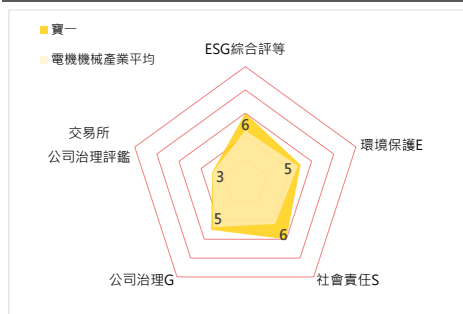 寶一
電機機械產業平均
ESG綜合評等
6
環境保護E
5
交易所
公司治理評鑑
3
5
6
公司治理G
社會責任S